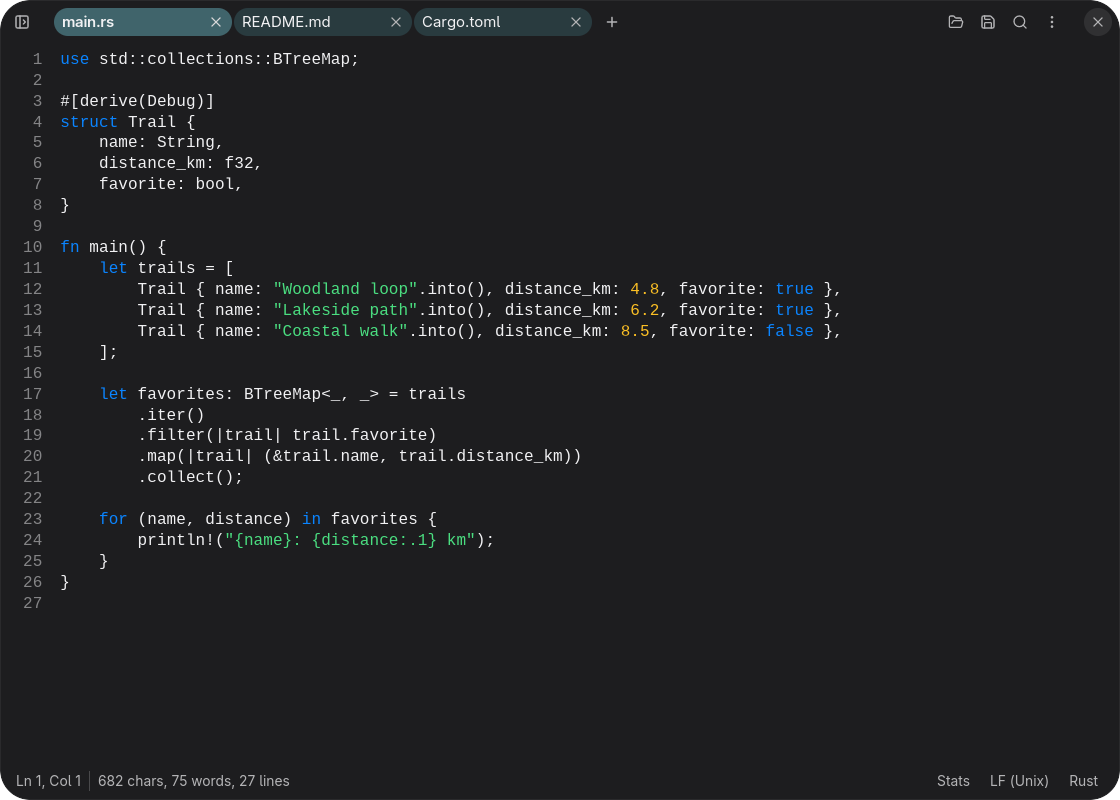 main.rs README.md Cargo.toml
1 use std::collections::BTreeMap;
2
3 #[derive(Debug)]
4 struct Trail {
5     name: String,
6     distance_km: f32,
7     favorite: bool,
8 }
9
10 fn main() {
11     let trails = [
12         Trail { name: "Woodland loop".into(), distance_km: 4.8, favorite: true },
13         Trail { name: "Lakeside path".into(), distance_km: 6.2, favorite: true },
14         Trail { name: "Coastal walk".into(), distance_km: 8.5, favorite: false },
15     ];
16
17     let favorites: BTreeMap<_, _> = trails
18         .iter()
19         .filter(|trail| trail.favorite)
20         .map(|trail| (&trail.name, trail.distance_km))
21         .collect();
22
23     for (name, distance) in favorites {
24         println!("{name}: {distance:.1} km");
25     }
26 }
27
Ln 1, Col 1 682 chars, 75 words, 27 lines Stats LF (Unix) Rust